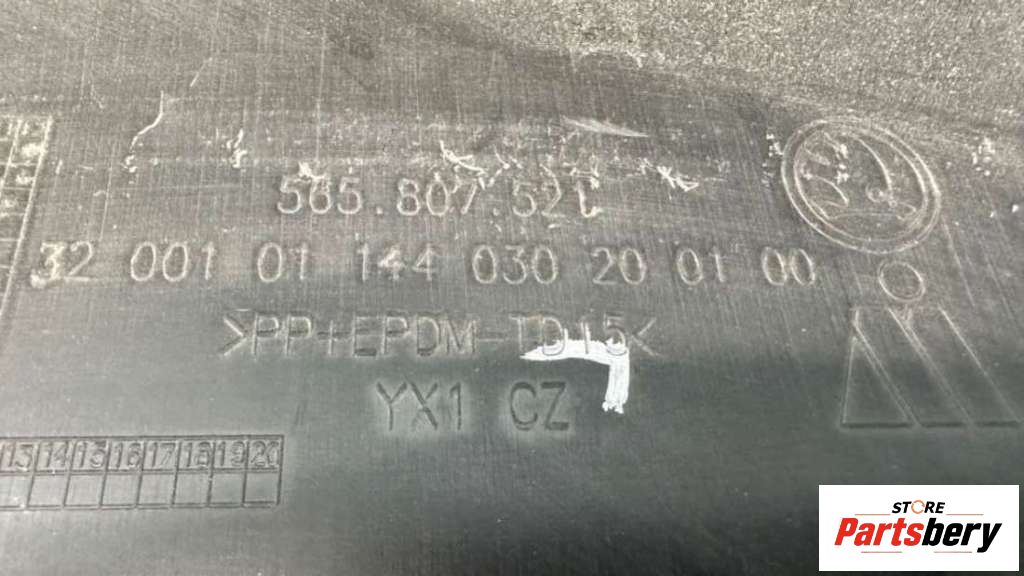 565.807.521
32 001 01 144 030 20 01 00
>PP+EPDM-TD15<
YX1 CZ
13 14 15 16 17 18 19 20
STORE
Partsbery